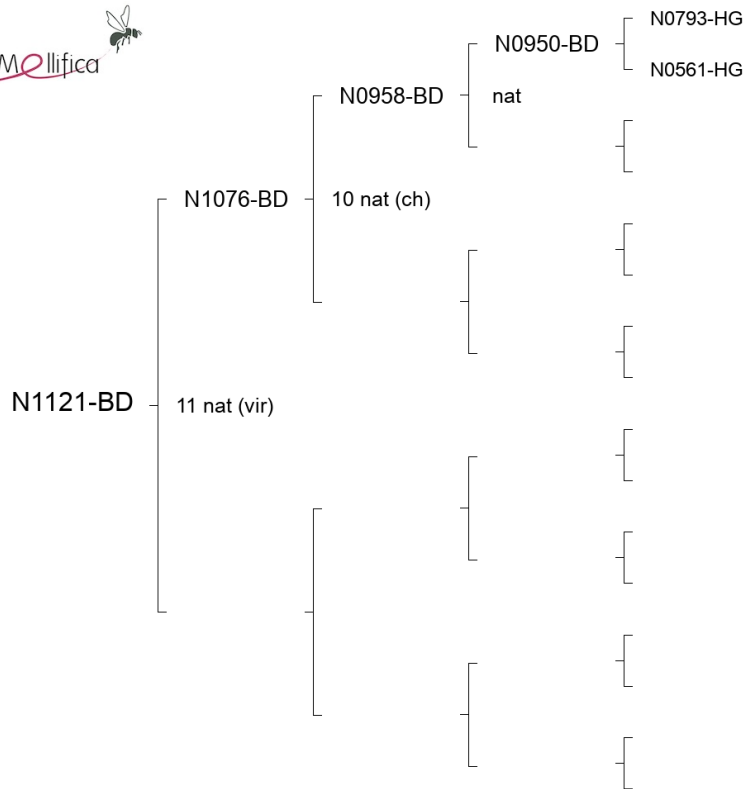 Mellifica
N0793-HG
N0950-BD
N0561-HG
N0958-BD nat
N1076-BD 10 nat (ch)
N1121-BD 11 nat (vir)